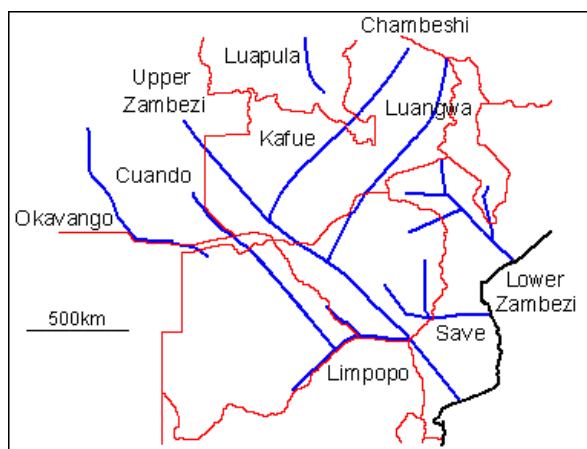 Chambeshi
Luapula
Upper
Zambezi
Luangwa
Kafue
Cuando
Okavango
Lower
Zambezi
500km
Save
Limpopo